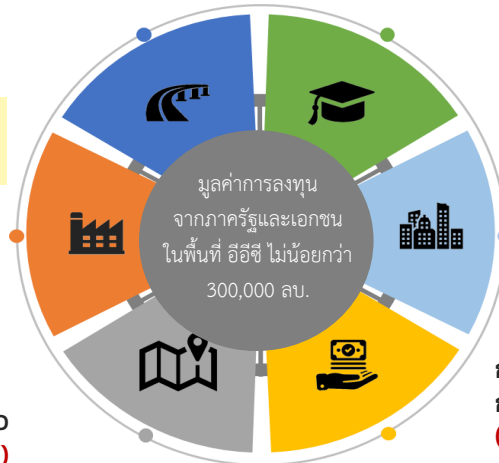 มูลค่าการลงทุน
จากภาครัฐและเอกชน
ในพื้นที่ อีอีซี ไม่น้อยกว่า
300,000 ลบ.